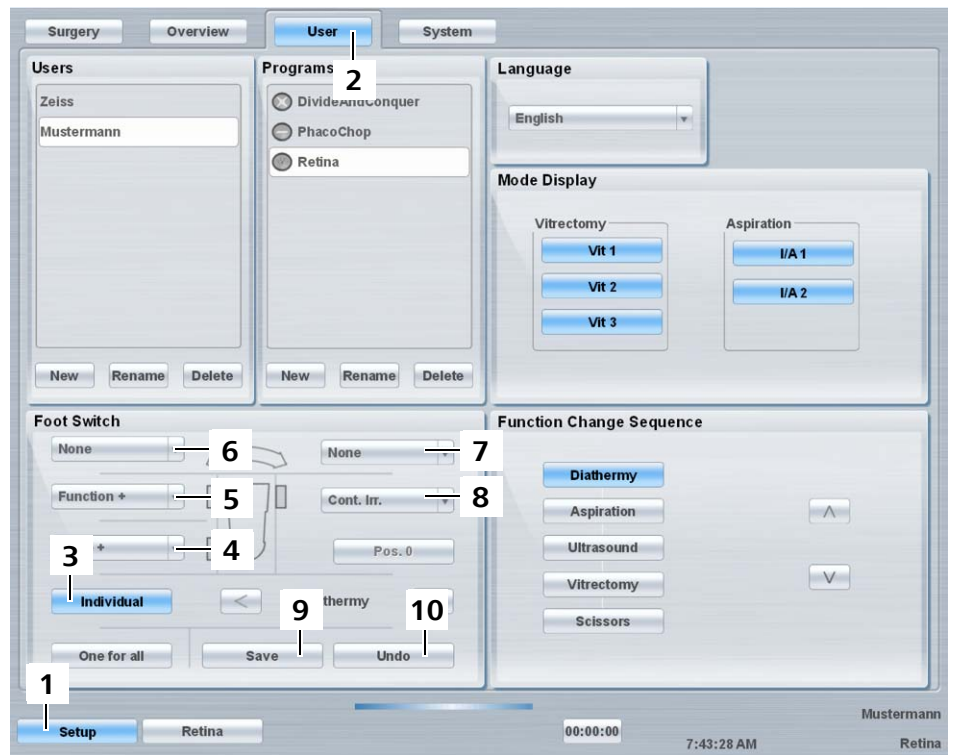 Surgery Overview User System
2
Users
Zeiss
Mustermann
New Rename Delete
Programs
DivideAndConquer
PhacoChop
Retina
New Rename Delete
Language
English
Mode Display
Vitrectomy
Vit 1
Vit 2
Vit 3
Aspiration
I/A 1
I/A 2
Foot Switch
None 6 None 7
Function + 5 Cont. Irr. 8
+ 4 Pos. 0
3
Individual < thermy
9 10
One for all Save Undo
Function Change Sequence
Diathermy
Aspiration
Ultrasound
Vitrectomy
Scissors
1
Setup Retina 00:00:00 7:43:28 AM
Mustermann
Retina